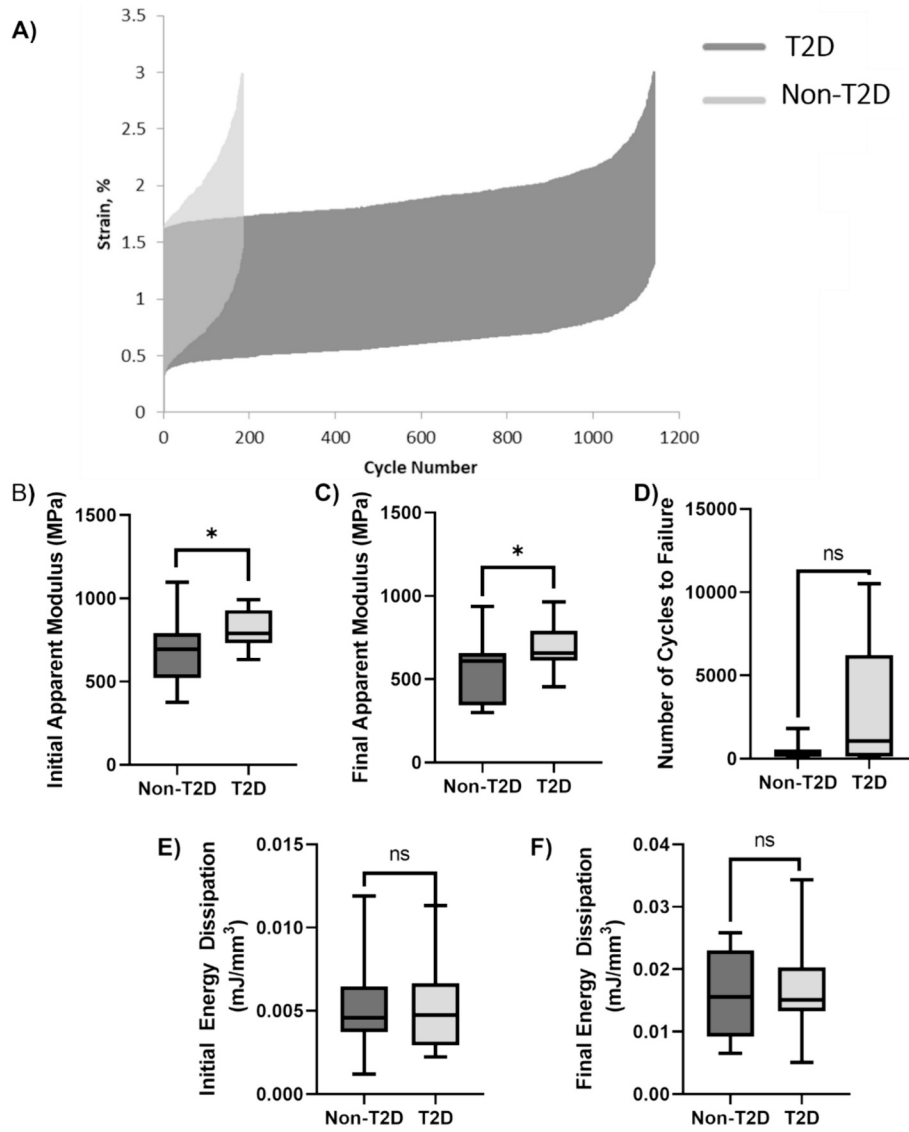 A)
3.5
3
2.5
2
1.5
1
0.5
0
Strain, %
0 200 400 600 800 1000 1200
Cycle Number
T2D
Non-T2D
B)
Initial Apparent Modulus (MPa)
1500
1000
500
0
*
Non-T2D T2D
C)
Final Apparent Modulus (MPa)
1500
1000
500
0
*
Non-T2D T2D
D)
Number of Cycles to Failure
15000
10000
5000
0
ns
Non-T2D T2D
E)
Initial Energy Dissipation
(mJ/mm³)
0.015
0.010
0.005
0.000
ns
Non-T2D T2D
F)
Final Energy Dissipation
(mJ/mm³)
0.04
0.03
0.02
0.01
0.00
ns
Non-T2D T2D